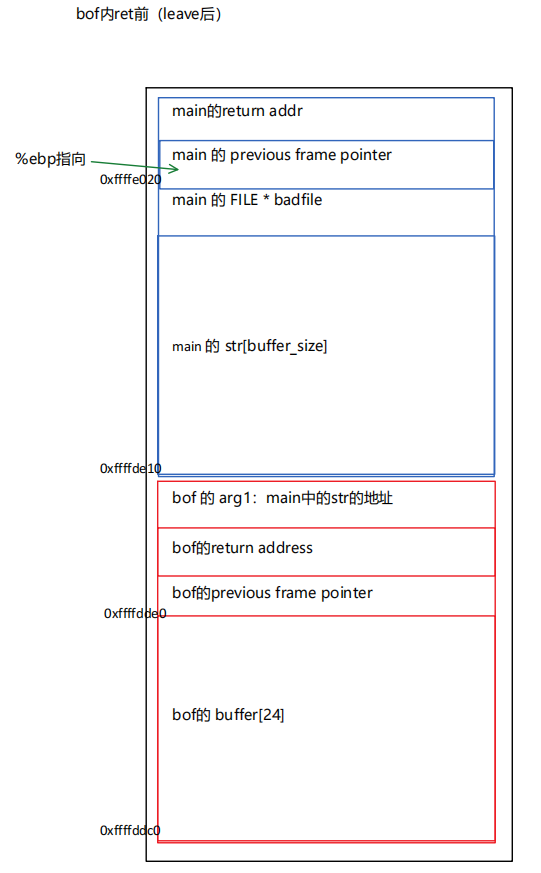 bof内ret前（leave后）
main的return addr
main 的 previous frame pointer
%ebp指向
0xffffe020
main 的 FILE * badfile
main 的 str[buffer_size]
0xffffde10
bof 的 arg1：main中的str的地址
bof的return address
bof的previous frame pointer
0xffffdde0
bof的 buffer[24]
0xffffddc0